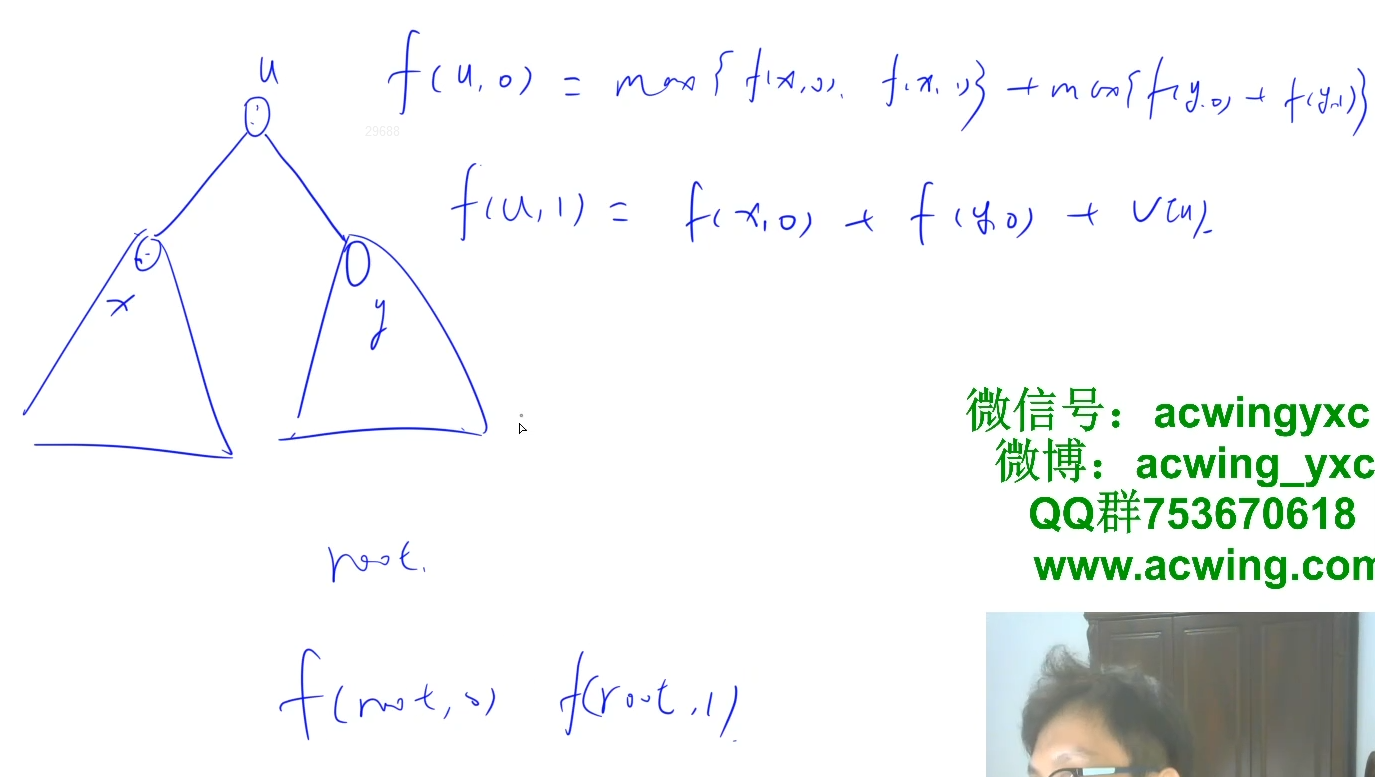 u
f(u,0) = max{f(x,0), f(x,1)} + max{f(y,0) + f(y,1)}
29688
f(u,1) = f(x,0) + f(y,0) + v[u]
x
y
微信号：acwingyxc
微博：acwing_yxc
QQ群753670618
www.acwing.com
root.
f(root,0) f(root,1)